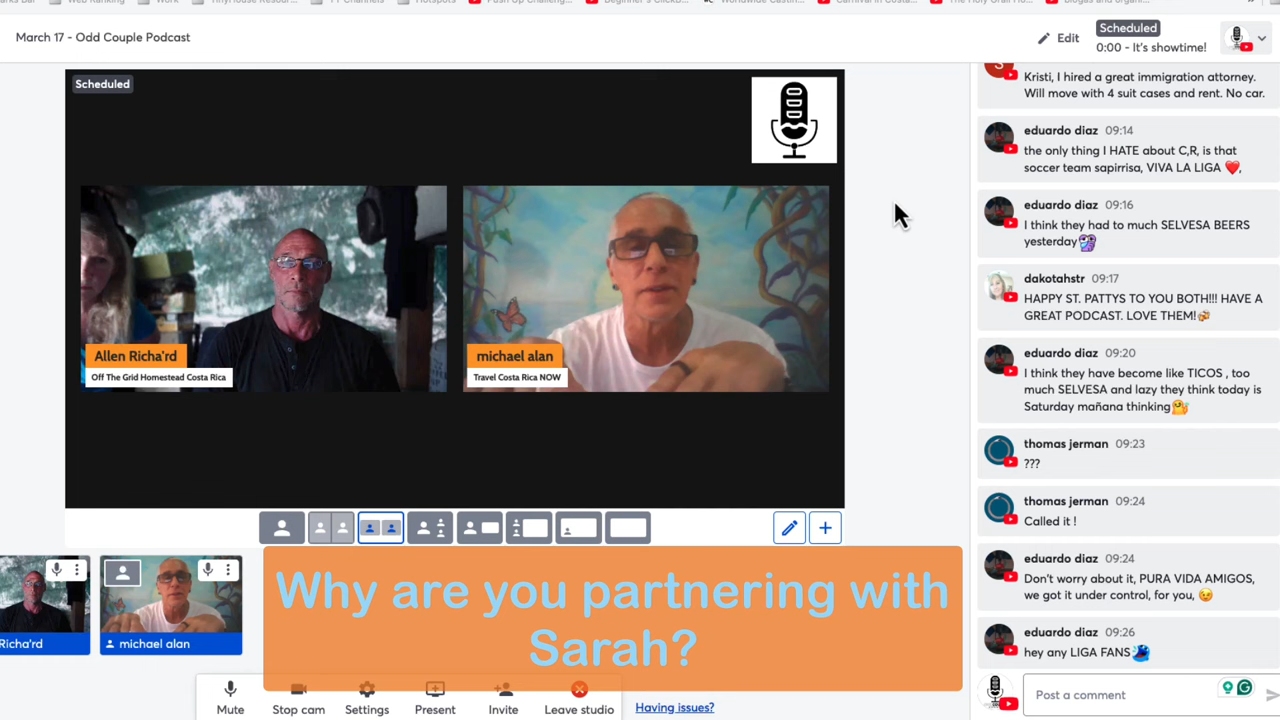 March 17 - Odd Couple Podcast
Edit
Scheduled
0:00 - It's showtime!
Scheduled
Allen Richa'rd
Off The Grid Homestead Costa Rica
michael alan
Travel Costa Rica NOW
Kristi, I hired a great immigration attorney.
Will move with 4 suit cases and rent. No car.
eduardo diaz 09:14
the only thing I HATE about C,R, is that
soccer team sapirrisa, VIVA LA LIGA ❤️,
eduardo diaz 09:16
I think they had to much SELVESA BEERS
yesterday
dakotahstr 09:17
HAPPY ST. PATTYS TO YOU BOTH!!! HAVE A
GREAT PODCAST. LOVE THEM!
eduardo diaz 09:20
I think they have become like TICOS , too
much SELVESA and lazy they think today is
Saturday mañana thinking
thomas jerman 09:23
???
thomas jerman 09:24
Called it !
eduardo diaz 09:24
Don't worry about it, PURA VIDA AMIGOS,
we got it under control, for you,
eduardo diaz 09:26
hey any LIGA FANS
Post a comment
Richa'rd
michael alan
Why are you partnering with
Sarah?
Mute
Stop cam
Settings
Present
Invite
Leave studio
Having issues?